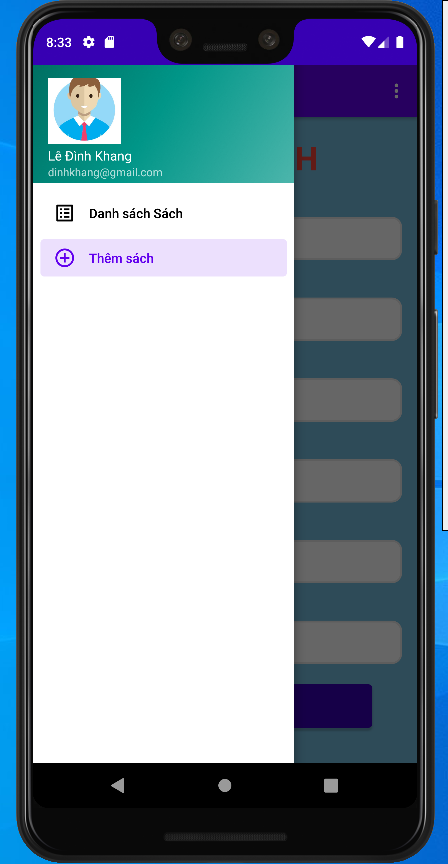 8:33
H
Lê Đình Khang
dinhkhang@gmail.com
Danh sách Sách
Thêm sách